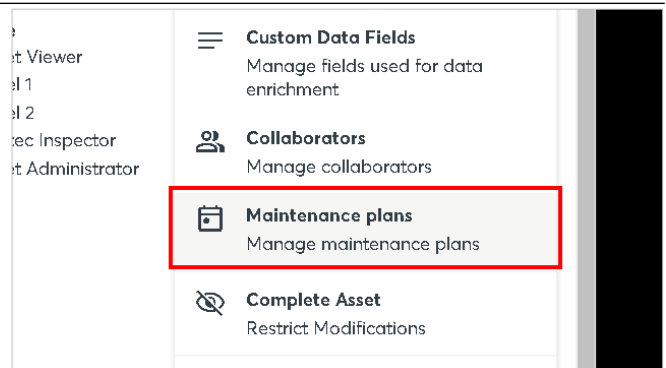 et Viewer
el 1
el 2
tec Inspector
et Administrator
Custom Data Fields
Manage fields used for data
enrichment
Collaborators
Manage collaborators
Maintenance plans
Manage maintenance plans
Complete Asset
Restrict Modifications